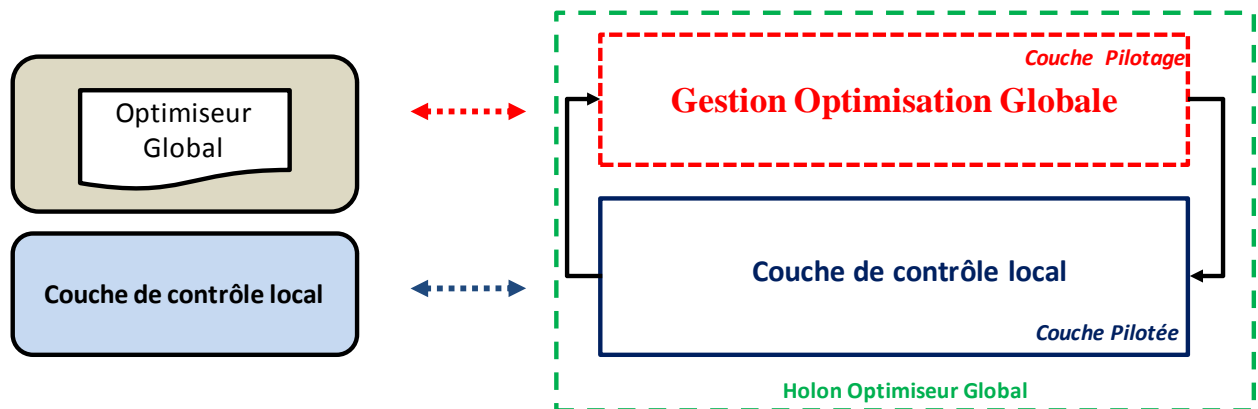 Optimiseur
Global
Couche de contrôle local
Couche Pilotage
Gestion Optimisation Globale
Couche de contrôle local
Couche Pilotée
Holon Optimiseur Global